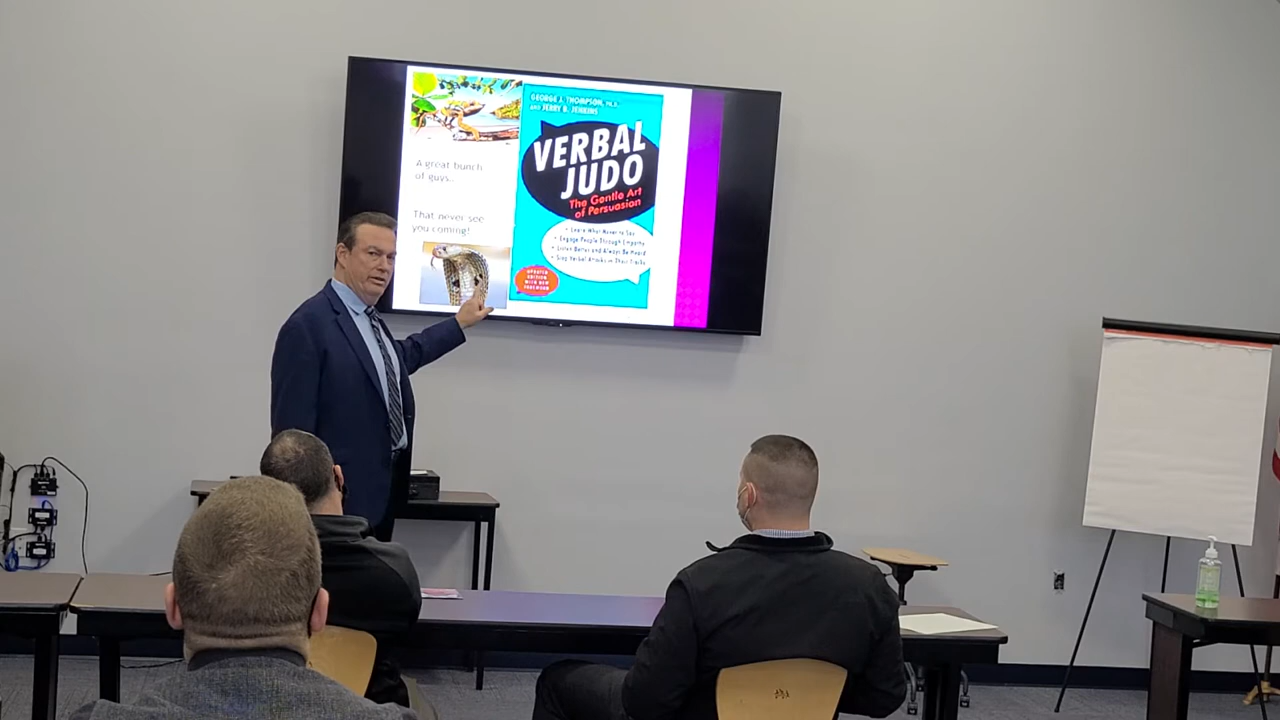 A great bunch
of guys..
That never see
you coming!
GEORGE J. THOMPSON, PH.D.
AND JERRY B. JENKINS
VERBAL
JUDO
The Gentle Art
of Persuasion
• Learn What Never to Say
• Engage People Through Empathy
• Listen Better and Always Be Heard
• Stop Verbal Attacks in Their Tracks
UPDATED
EDITION
WITH NEW
FOREWORD